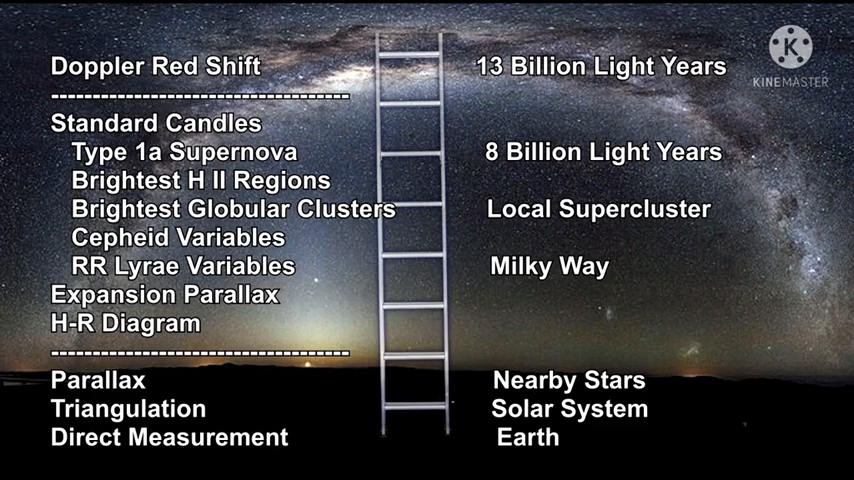 Doppler Red Shift 13 Billion Light Years
------------------------------------
Standard Candles
Type 1a Supernova 8 Billion Light Years
Brightest H II Regions
Brightest Globular Clusters Local Supercluster
Cepheid Variables
RR Lyrae Variables Milky Way
Expansion Parallax
H-R Diagram
------------------------------------
Parallax Nearby Stars
Triangulation Solar System
Direct Measurement Earth
K
KINEMASTER